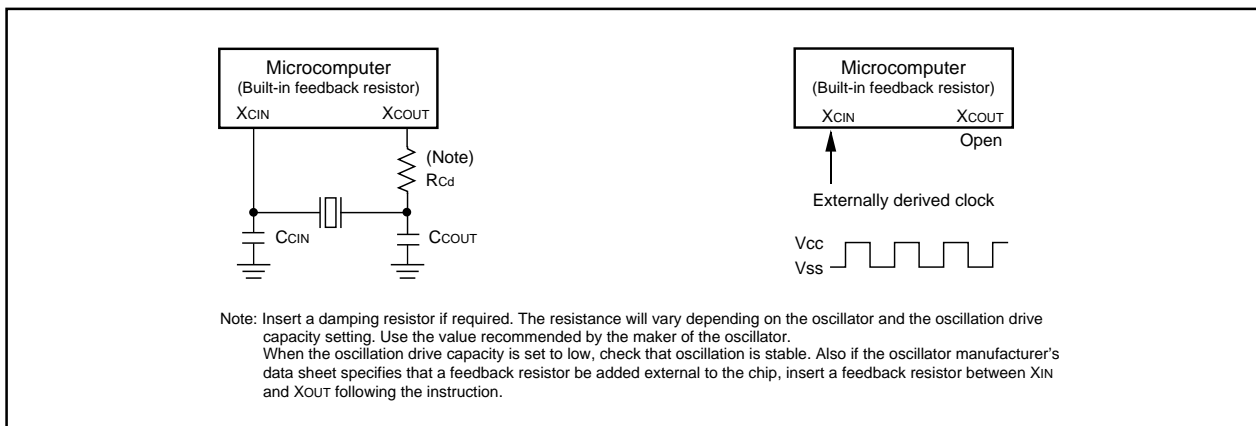 Microcomputer
(Built-in feedback resistor)
XCIN XCOUT
(Note)
RCd
CCIN
CCOUT
Microcomputer
(Built-in feedback resistor)
XCIN XCOUT
Open
Externally derived clock
Vcc
Vss
Note: Insert a damping resistor if required. The resistance will vary depending on the oscillator and the oscillation drive
capacity setting. Use the value recommended by the maker of the oscillator.
When the oscillation drive capacity is set to low, check that oscillation is stable. Also if the oscillator manufacturer's
data sheet specifies that a feedback resistor be added external to the chip, insert a feedback resistor between XIN
and XOUT following the instruction.